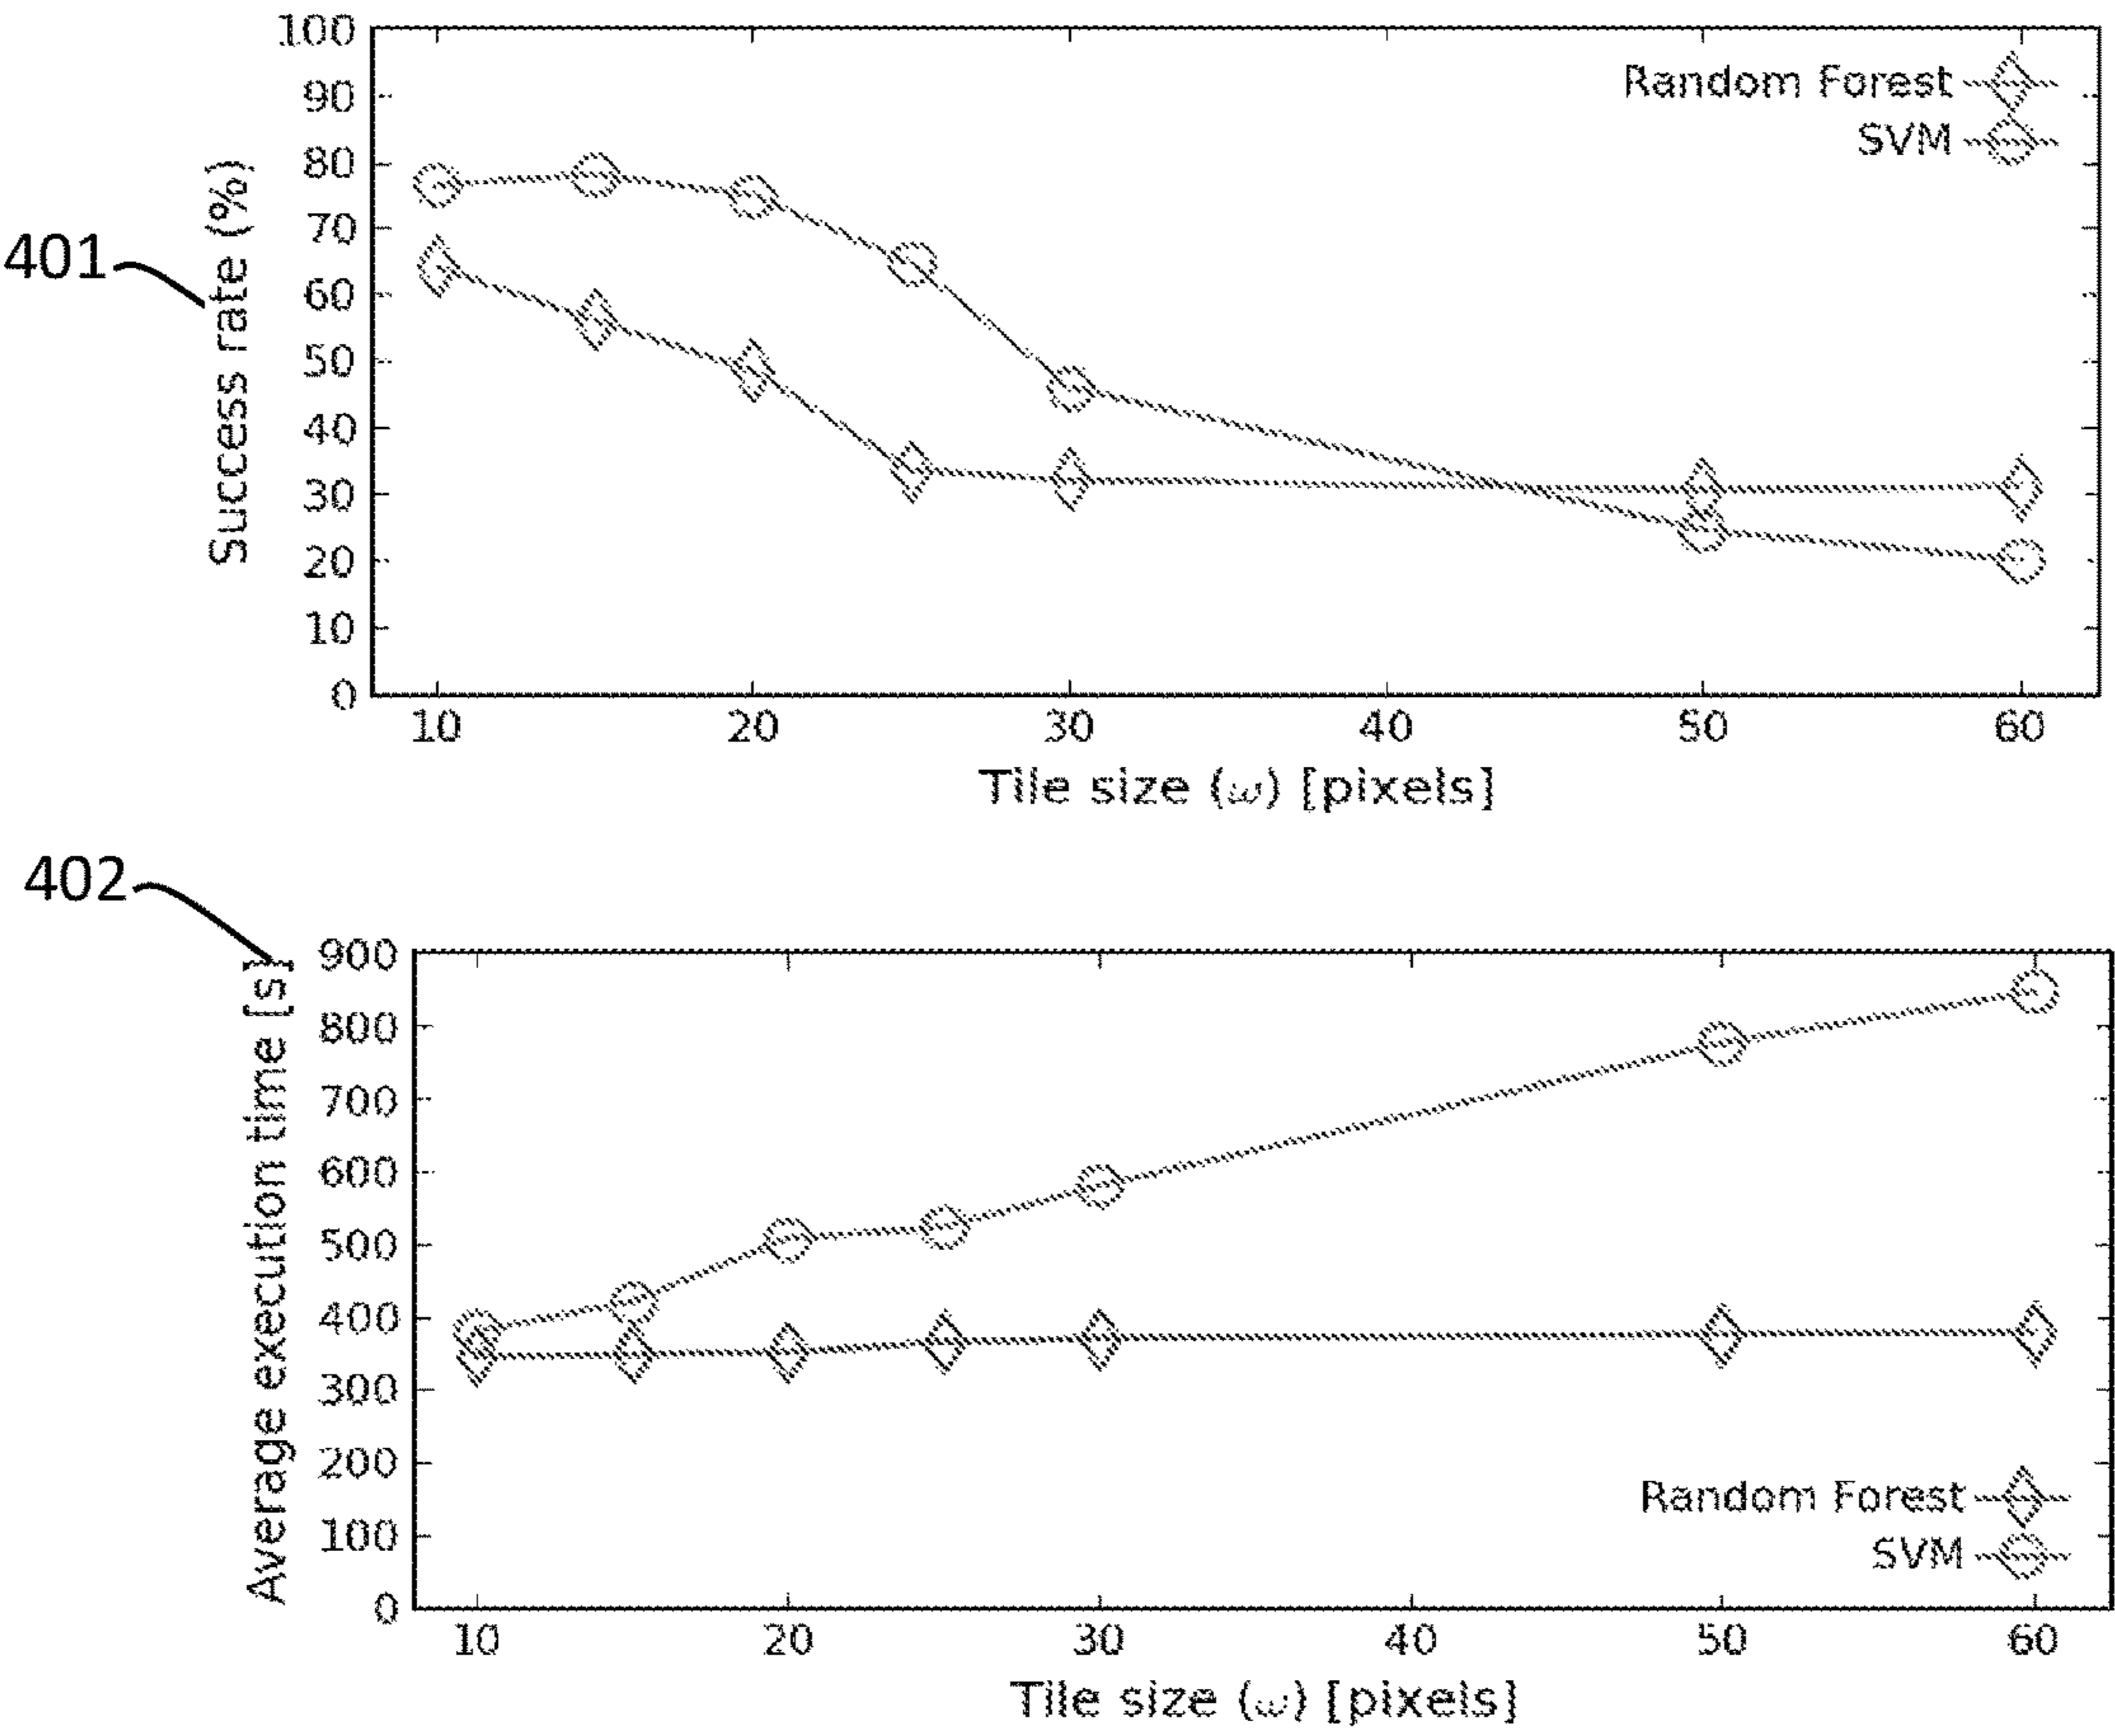 100
90
80
70
60
50
40
30
20
10
0
Success rate (%)
401
Random Forest
SVM
10 20 30 40 50 60
Tile size (ω) [pixels]
402
900
800
700
600
500
400
300
200
100
0
Average execution time [s]
Random Forest
SVM
10 20 30 40 50 60
Tile size (ω) [pixels]